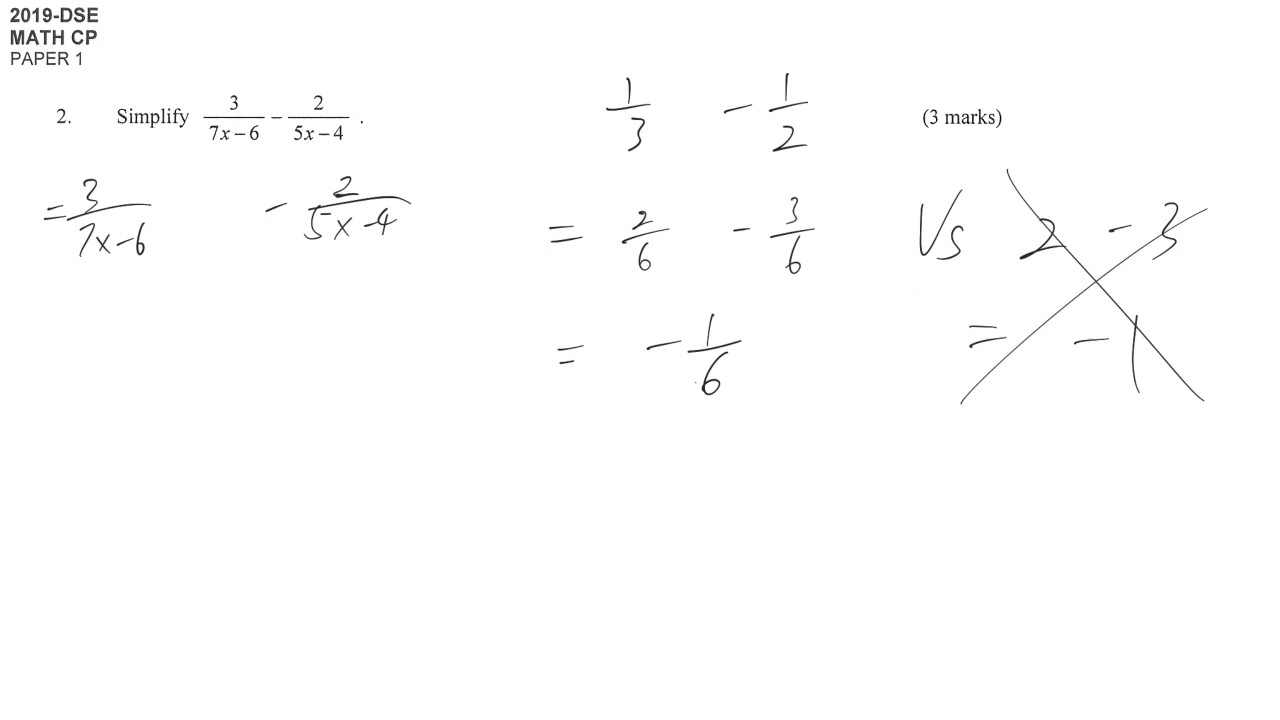 2019-DSE
MATH CP
PAPER 1
2. Simplify 3/(7x−6) − 2/(5x−4) . (3 marks)
= 3/(7x−6) − 2/(5x−4)
1/3 − 1/2
= 2/6 − 3/6
= −1/6
Vs 2 − 3
= −1